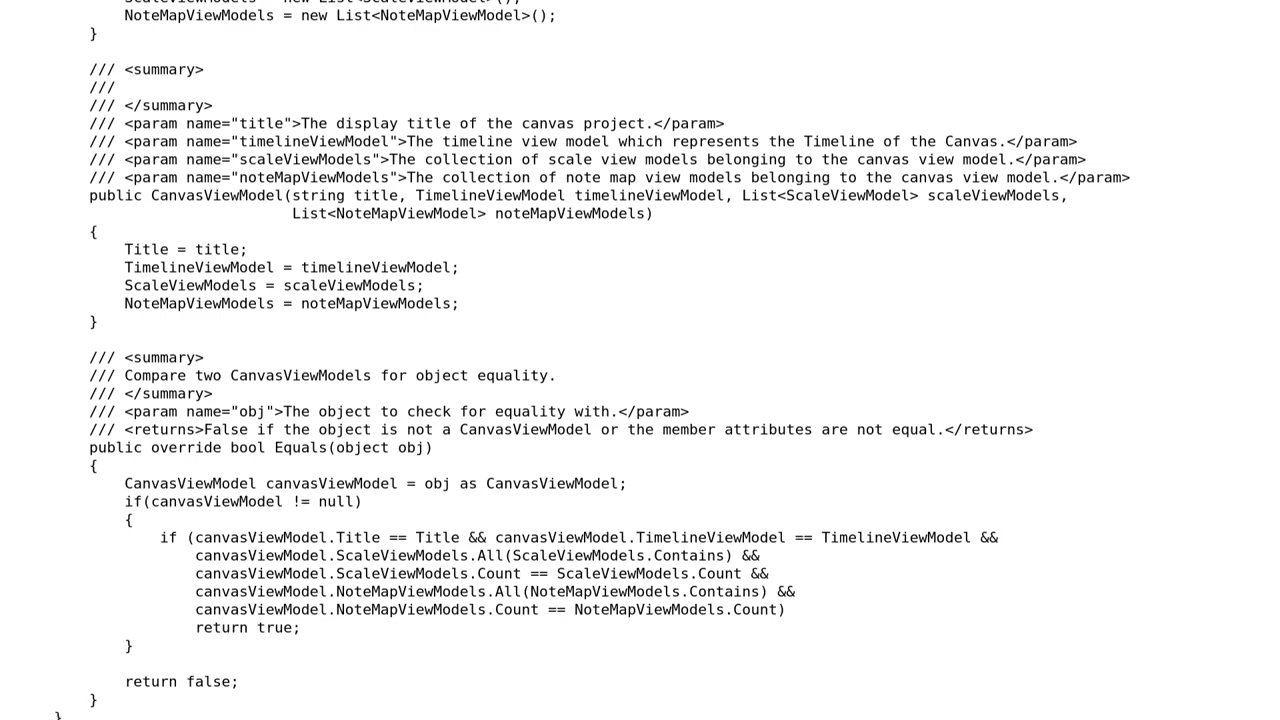 ScaleViewModels = new List<ScaleViewModel>();
NoteMapViewModels = new List<NoteMapViewModel>();
}
/// <summary>
///
/// </summary>
/// <param name="title">The display title of the canvas project.</param>
/// <param name="timelineViewModel">The timeline view model which represents the Timeline of the Canvas.</param>
/// <param name="scaleViewModels">The collection of scale view models belonging to the canvas view model.</param>
/// <param name="noteMapViewModels">The collection of note map view models belonging to the canvas view model.</param>
public CanvasViewModel(string title, TimelineViewModel timelineViewModel, List<ScaleViewModel> scaleViewModels,
List<NoteMapViewModel> noteMapViewModels)
{
Title = title;
TimelineViewModel = timelineViewModel;
ScaleViewModels = scaleViewModels;
NoteMapViewModels = noteMapViewModels;
}
/// <summary>
/// Compare two CanvasViewModels for object equality.
/// </summary>
/// <param name="obj">The object to check for equality with.</param>
/// <returns>False if the object is not a CanvasViewModel or the member attributes are not equal.</returns>
public override bool Equals(object obj)
{
CanvasViewModel canvasViewModel = obj as CanvasViewModel;
if(canvasViewModel != null)
{
if (canvasViewModel.Title == Title && canvasViewModel.TimelineViewModel == TimelineViewModel &&
canvasViewModel.ScaleViewModels.All(ScaleViewModels.Contains) &&
canvasViewModel.ScaleViewModels.Count == ScaleViewModels.Count &&
canvasViewModel.NoteMapViewModels.All(NoteMapViewModels.Contains) &&
canvasViewModel.NoteMapViewModels.Count == NoteMapViewModels.Count)
return true;
}
return false;
}
}